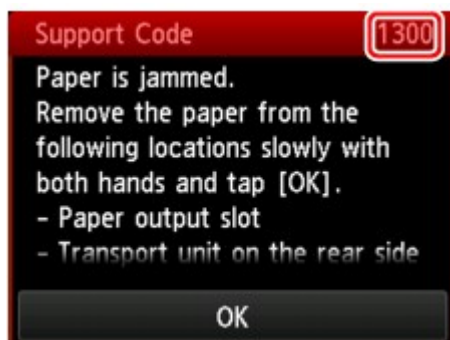 Support Code 1300
Paper is jammed.
Remove the paper from the
following locations slowly with
both hands and tap [OK].
– Paper output slot
– Transport unit on the rear side
OK